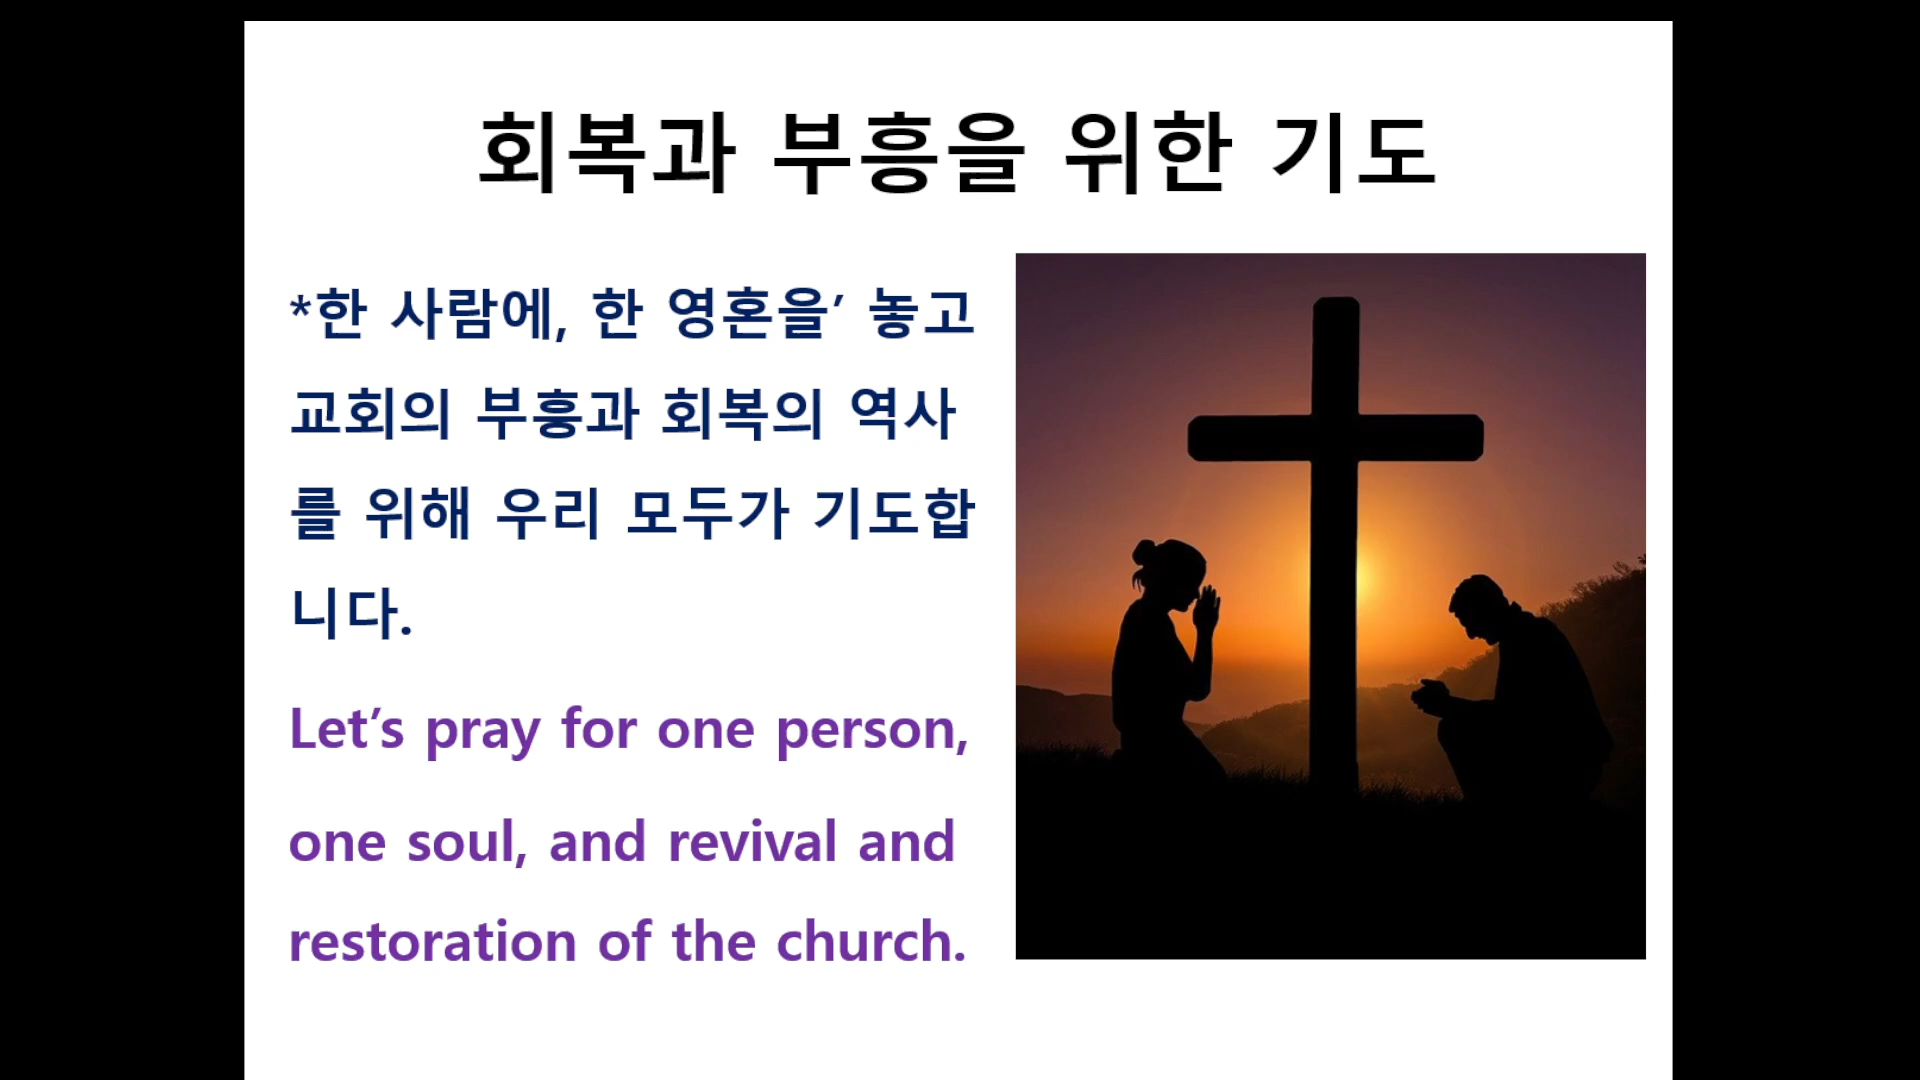 회복과 부흥을 위한 기도
*한 사람에, 한 영혼을’ 놓고
교회의 부흥과 회복의 역사
를 위해 우리 모두가 기도합
니다.
Let’s pray for one person,
one soul, and revival and
restoration of the church.